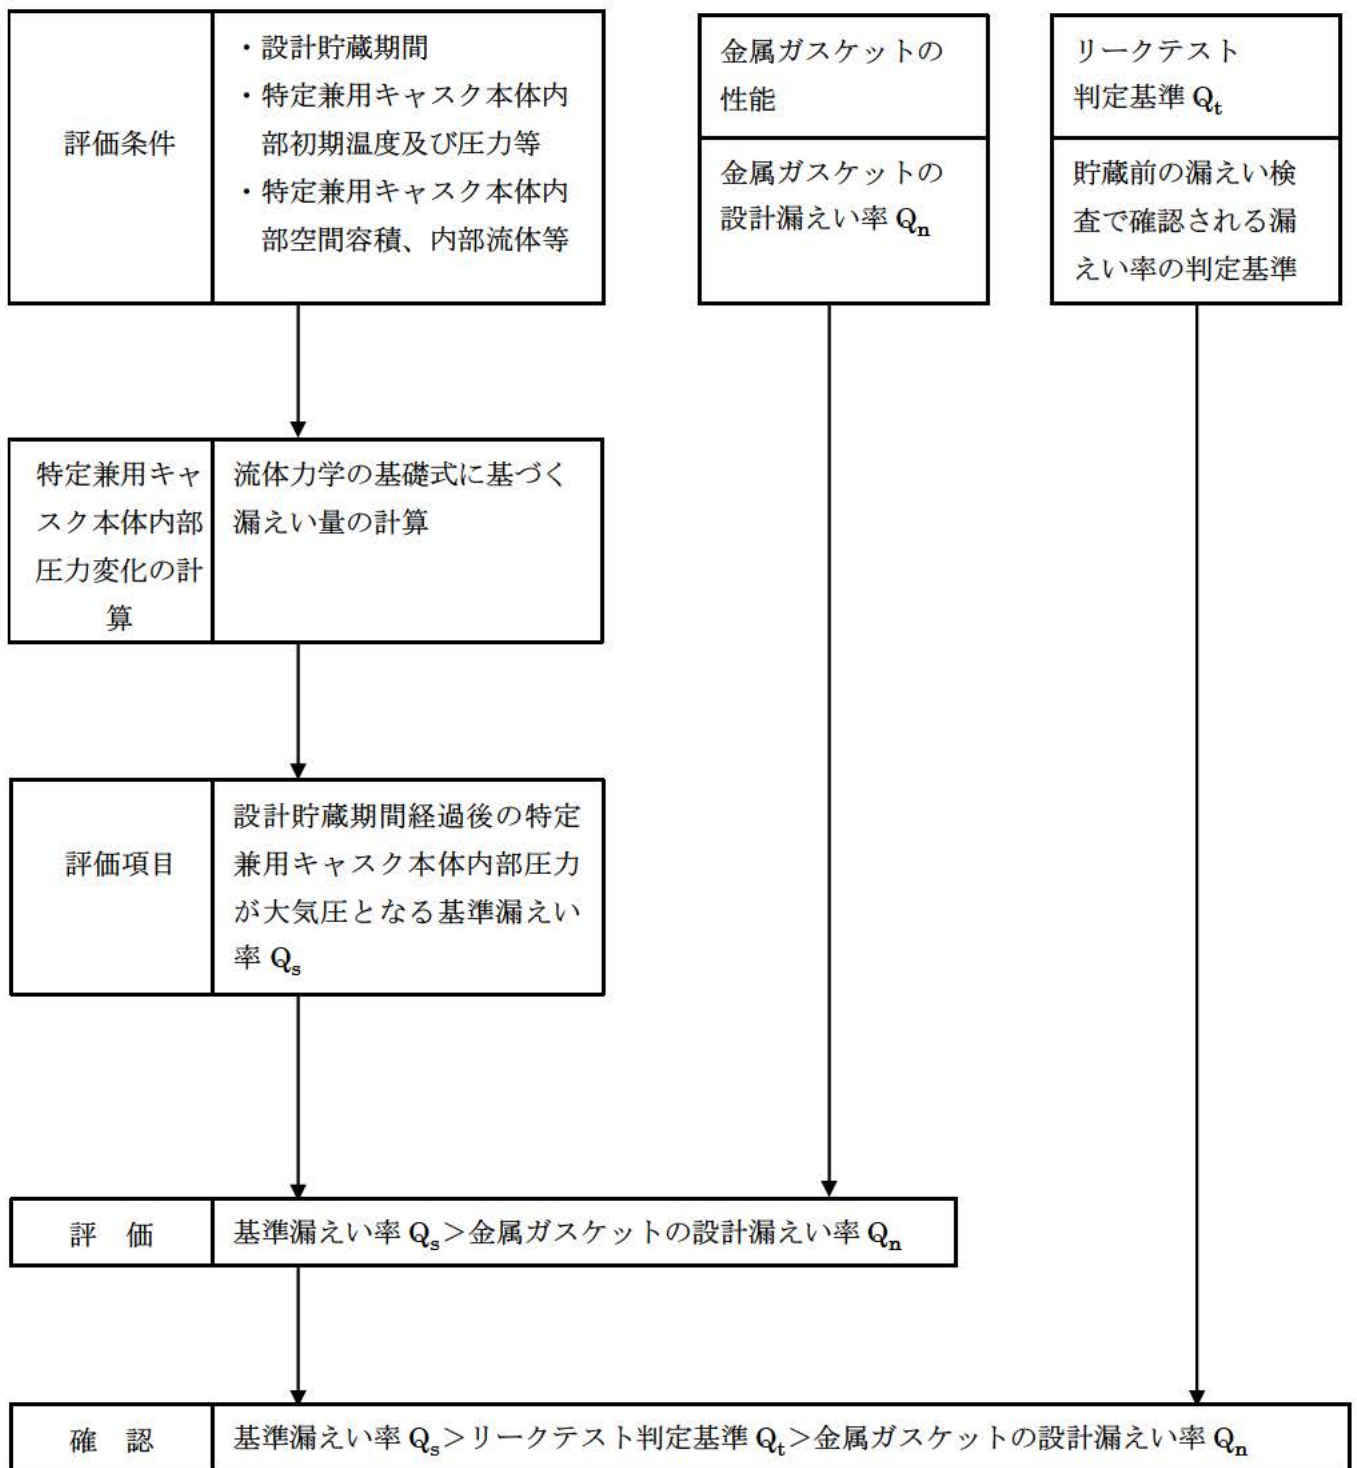 評価条件
・設計貯蔵期間
・特定兼用キャスク本体内
部初期温度及び圧力等
・特定兼用キャスク本体内
部空間容積、内部流体等
金属ガスケットの
性能
金属ガスケットの
設計漏えい率 Qn
リークテスト
判定基準 Qt
貯蔵前の漏えい検
査で確認される漏
えい率の判定基準
特定兼用キャ
スク本体内部
圧力変化の計
算
流体力学の基礎式に基づく
漏えい量の計算
評価項目
設計貯蔵期間経過後の特定
兼用キャスク本体内部圧力
が大気圧となる基準漏えい
率 Qs
評　価
基準漏えい率 Qs＞金属ガスケットの設計漏えい率 Qn
確　認
基準漏えい率 Qs＞リークテスト判定基準 Qt＞金属ガスケットの設計漏えい率 Qn